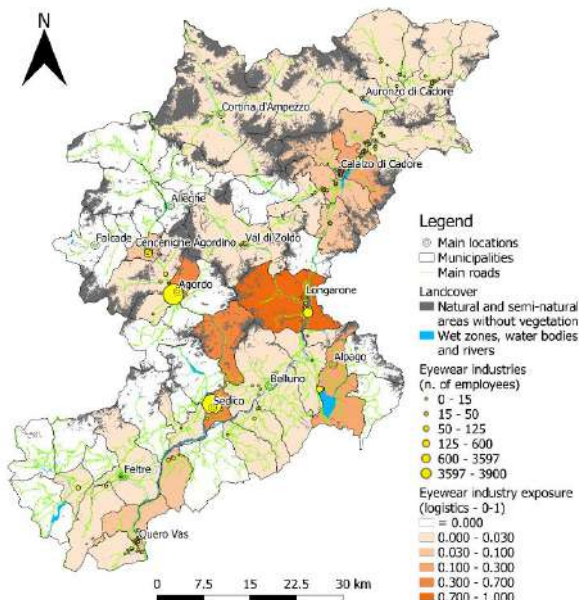 N
Auronzo di Cadore
Cortina d'Ampezzo
Calalzo di Cadore
Alleghe
Falcade
Cencenighe Agordino
Val di Zoldo
Agordo
Longarone
Alpago
Belluno
Sedico
Feltre
Quero Vas
0 7.5 15 22.5 30 km
Legend
Main locations
Municipalities
Main roads
Landcover
Natural and semi-natural
areas without vegetation
Wet zones, water bodies
and rivers
Eyewear industries
(n. of employees)
0 - 15
15 - 50
50 - 125
125 - 600
600 - 3597
3597 - 3900
Eyewear industry exposure
(logistics - 0-1)
= 0.000
0.000 - 0.030
0.030 - 0.100
0.100 - 0.300
0.300 - 0.700
0.700 - 1.000